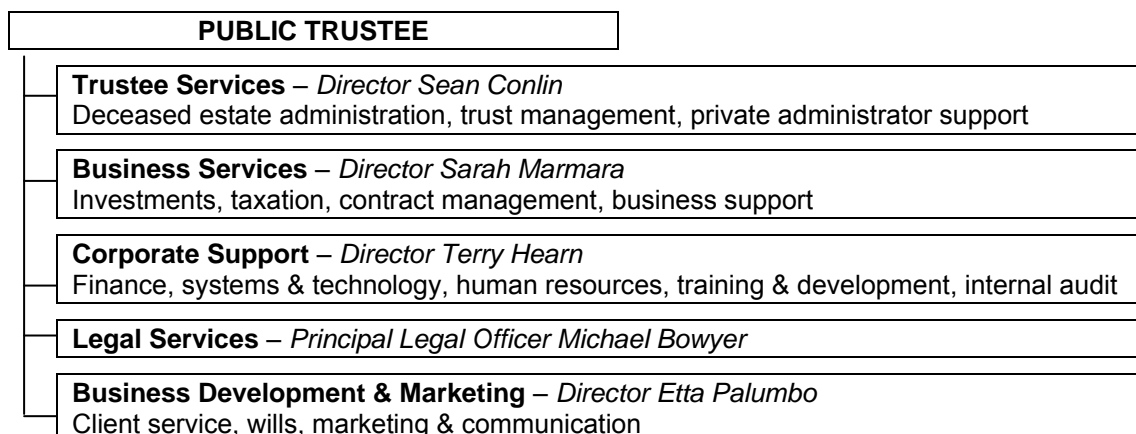 PUBLIC TRUSTEE
Trustee Services – Director Sean Conlin
Deceased estate administration, trust management, private administrator support
Business Services – Director Sarah Marmara
Investments, taxation, contract management, business support
Corporate Support – Director Terry Hearn
Finance, systems & technology, human resources, training & development, internal audit
Legal Services – Principal Legal Officer Michael Bowyer
Business Development & Marketing – Director Etta Palumbo
Client service, wills, marketing & communication